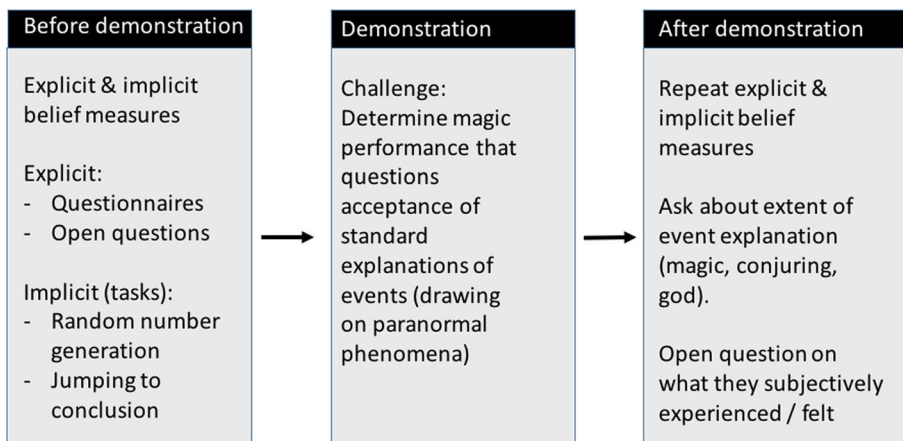 Before demonstration
Explicit & implicit
belief measures
Explicit:
- Questionnaires
- Open questions
Implicit (tasks):
- Random number
generation
- Jumping to
conclusion
Demonstration
Challenge:
Determine magic
performance that
questions
acceptance of
standard
explanations of
events (drawing
on paranormal
phenomena)
After demonstration
Repeat explicit &
implicit belief
measures
Ask about extent of
event explanation
(magic, conjuring,
god).
Open question on
what they subjectively
experienced / felt